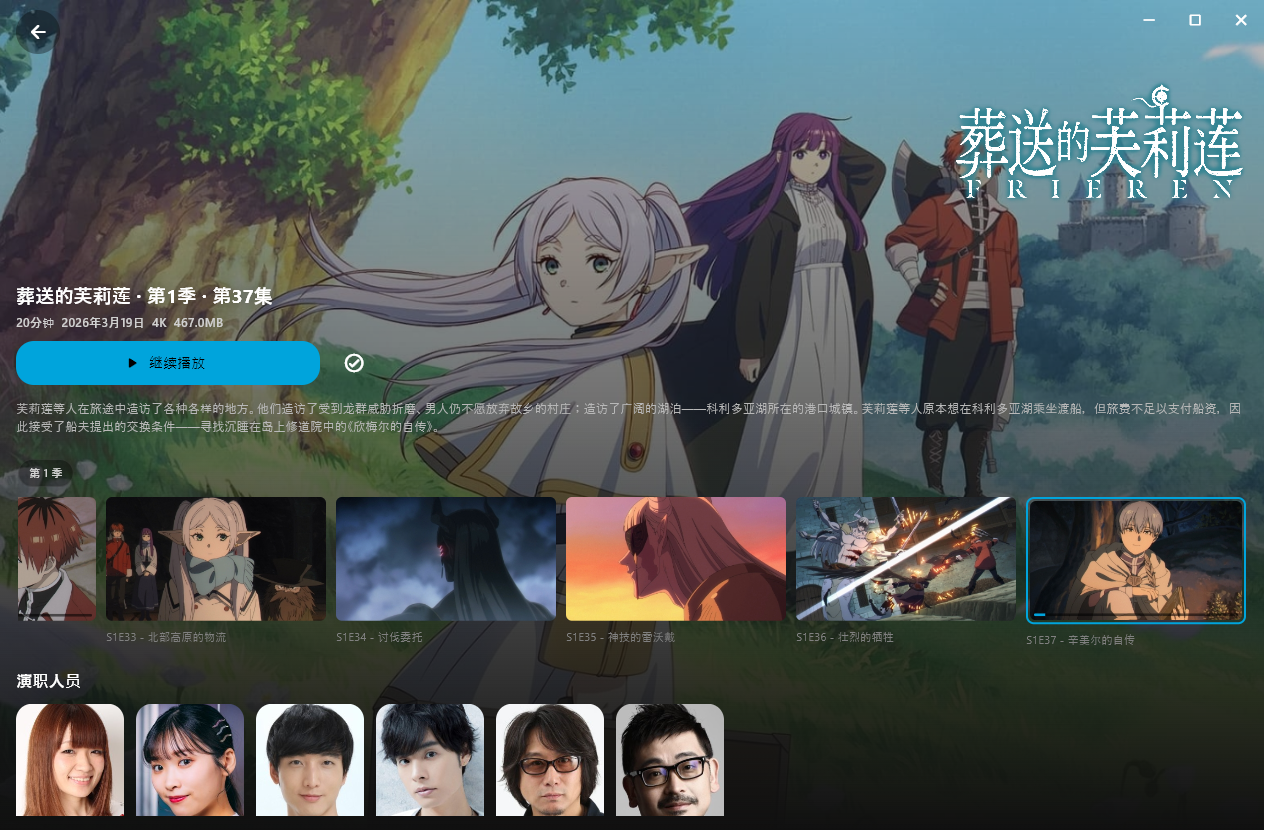 葬送的芙莉莲
FRIEREN
葬送的芙莉莲 · 第1季 · 第37集
20分钟 2026年3月19日 4K 467.0MB
继续播放
芙莉莲等人在旅途中造访了各种各样的地方。他们造访了受到龙群威胁折磨、男人仍不愿放弃故乡的村庄；造访了广阔的湖泊——科利多亚湖所在的港口城镇。芙莉莲等人原本想在科利多亚湖乘坐渡船，但旅费不足以支付船资，因
此接受了船夫提出的交换条件——寻找沉睡在岛上修道院中的《欣梅尔的自传》。
第 1 季
S1E33 - 北部高原的物流
S1E34 - 讨伐委托
S1E35 - 神技的雷沃戴
S1E36 - 壮烈的牺牲
S1E37 - 辛美尔的自传
演职人员